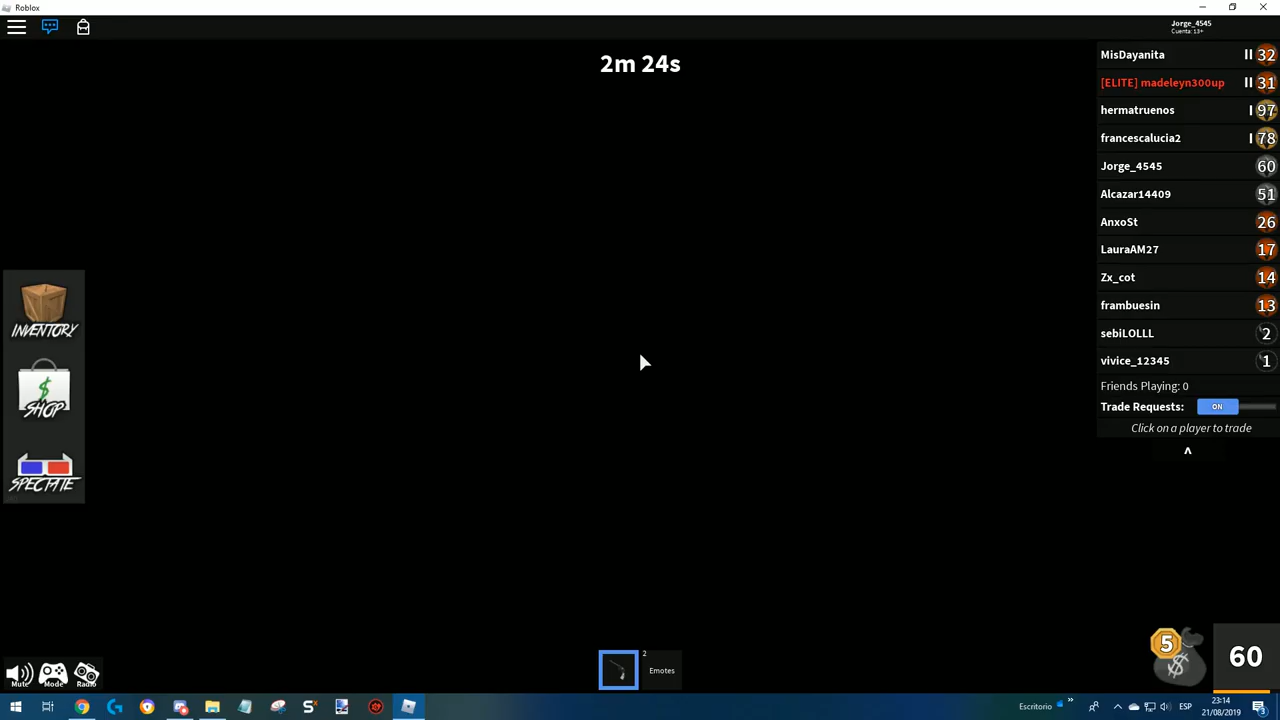 Roblox
Jorge_4545
Cuenta: 13+
2m 24s
MisDayanita II 32
[ELITE] madeleyn300up II 31
hermatruenos I 97
francescalucia2 I 78
Jorge_4545 60
Alcazar14409 51
AnxoSt 26
LauraAM27 17
Zx_cot 14
frambuesin 13
sebiLOLLL 2
vivice_12345 1
Friends Playing: 0
Trade Requests: ON
Click on a player to trade
INVENTORY
$
SHOP
SPECTATE
Mute Mode Radio
2
Emotes
5
$
60
Escritorio
ESP
23:14
21/08/2019
3